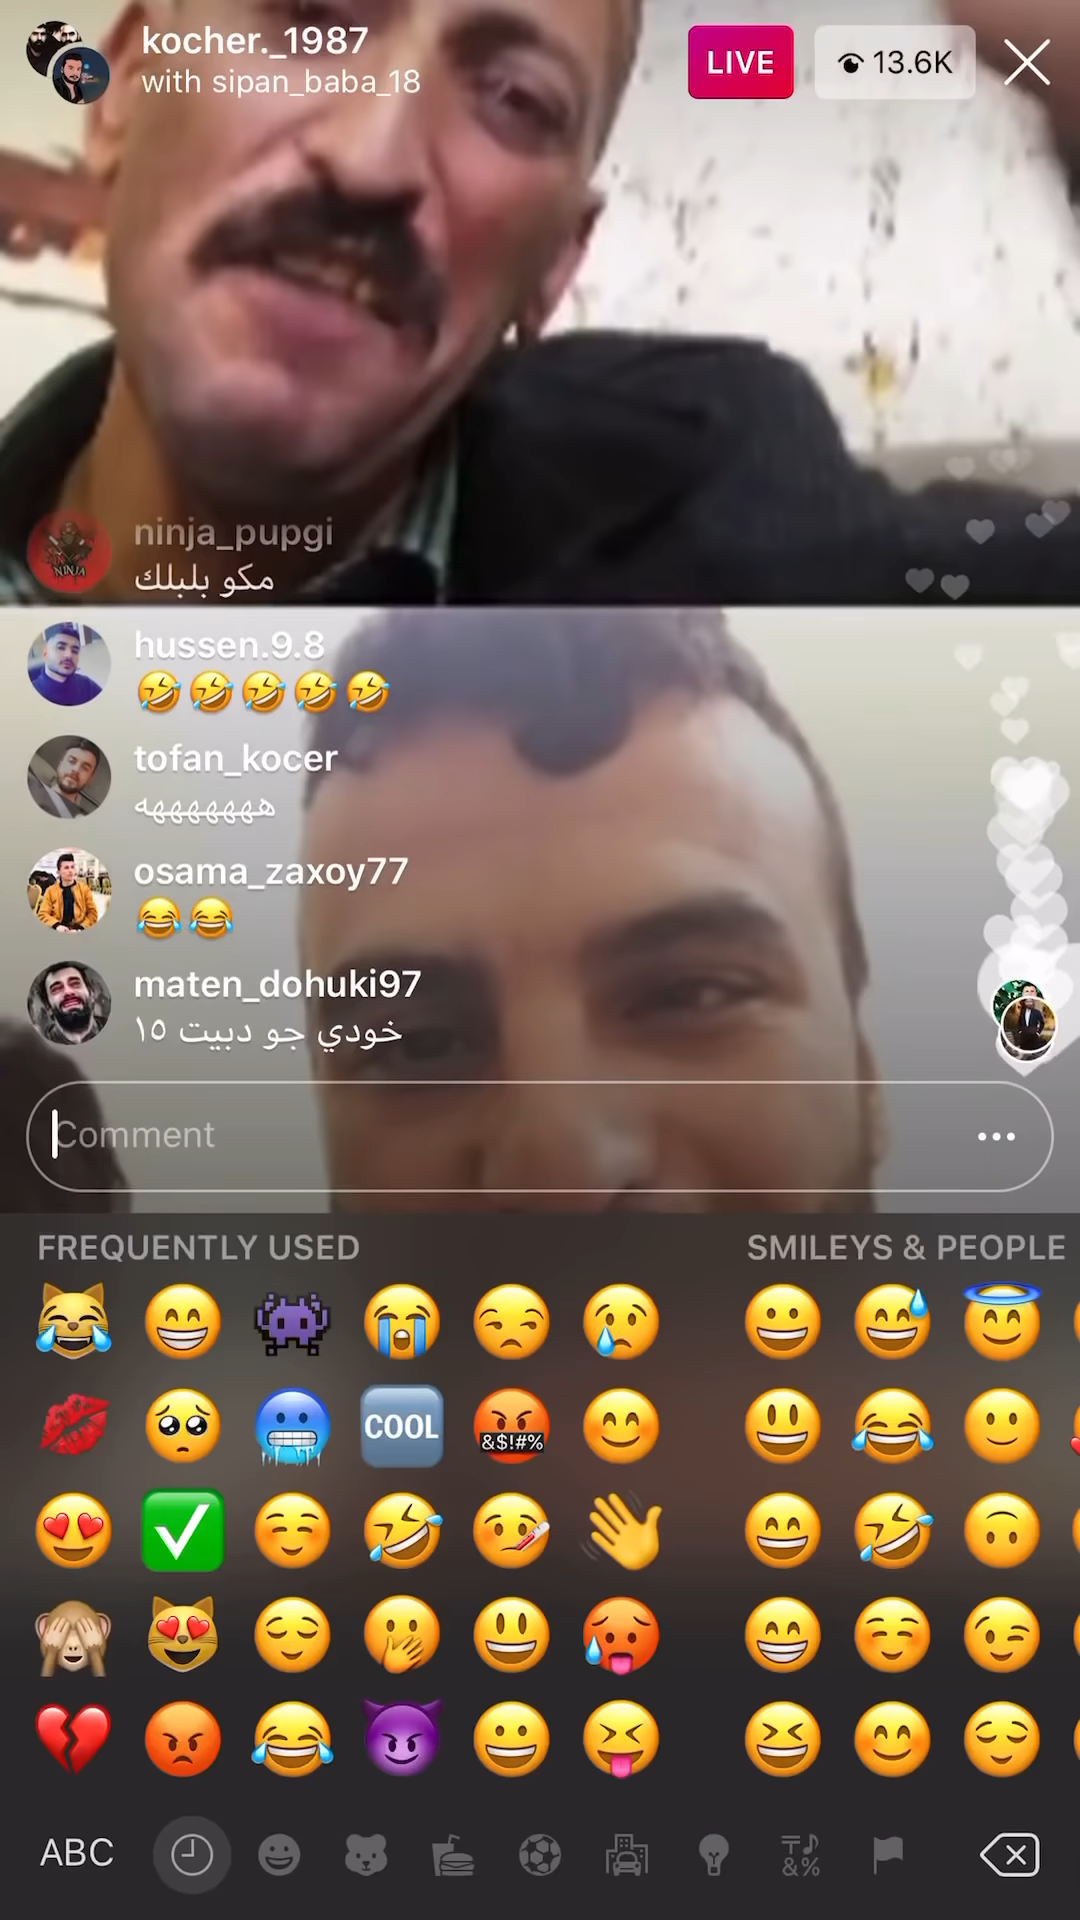 kocher._1987
with sipan_baba_18
LIVE
13.6K
ninja_pupgi
مكو بلبلك
hussen.9.8
🤣🤣🤣🤣🤣
tofan_kocer
هههههههه
osama_zaxoy77
😂😂
maten_dohuki97
خودي جو دبيت ١٥
Comment
FREQUENTLY USED
SMILEYS & PEOPLE
COOL
&$!#%
ABC